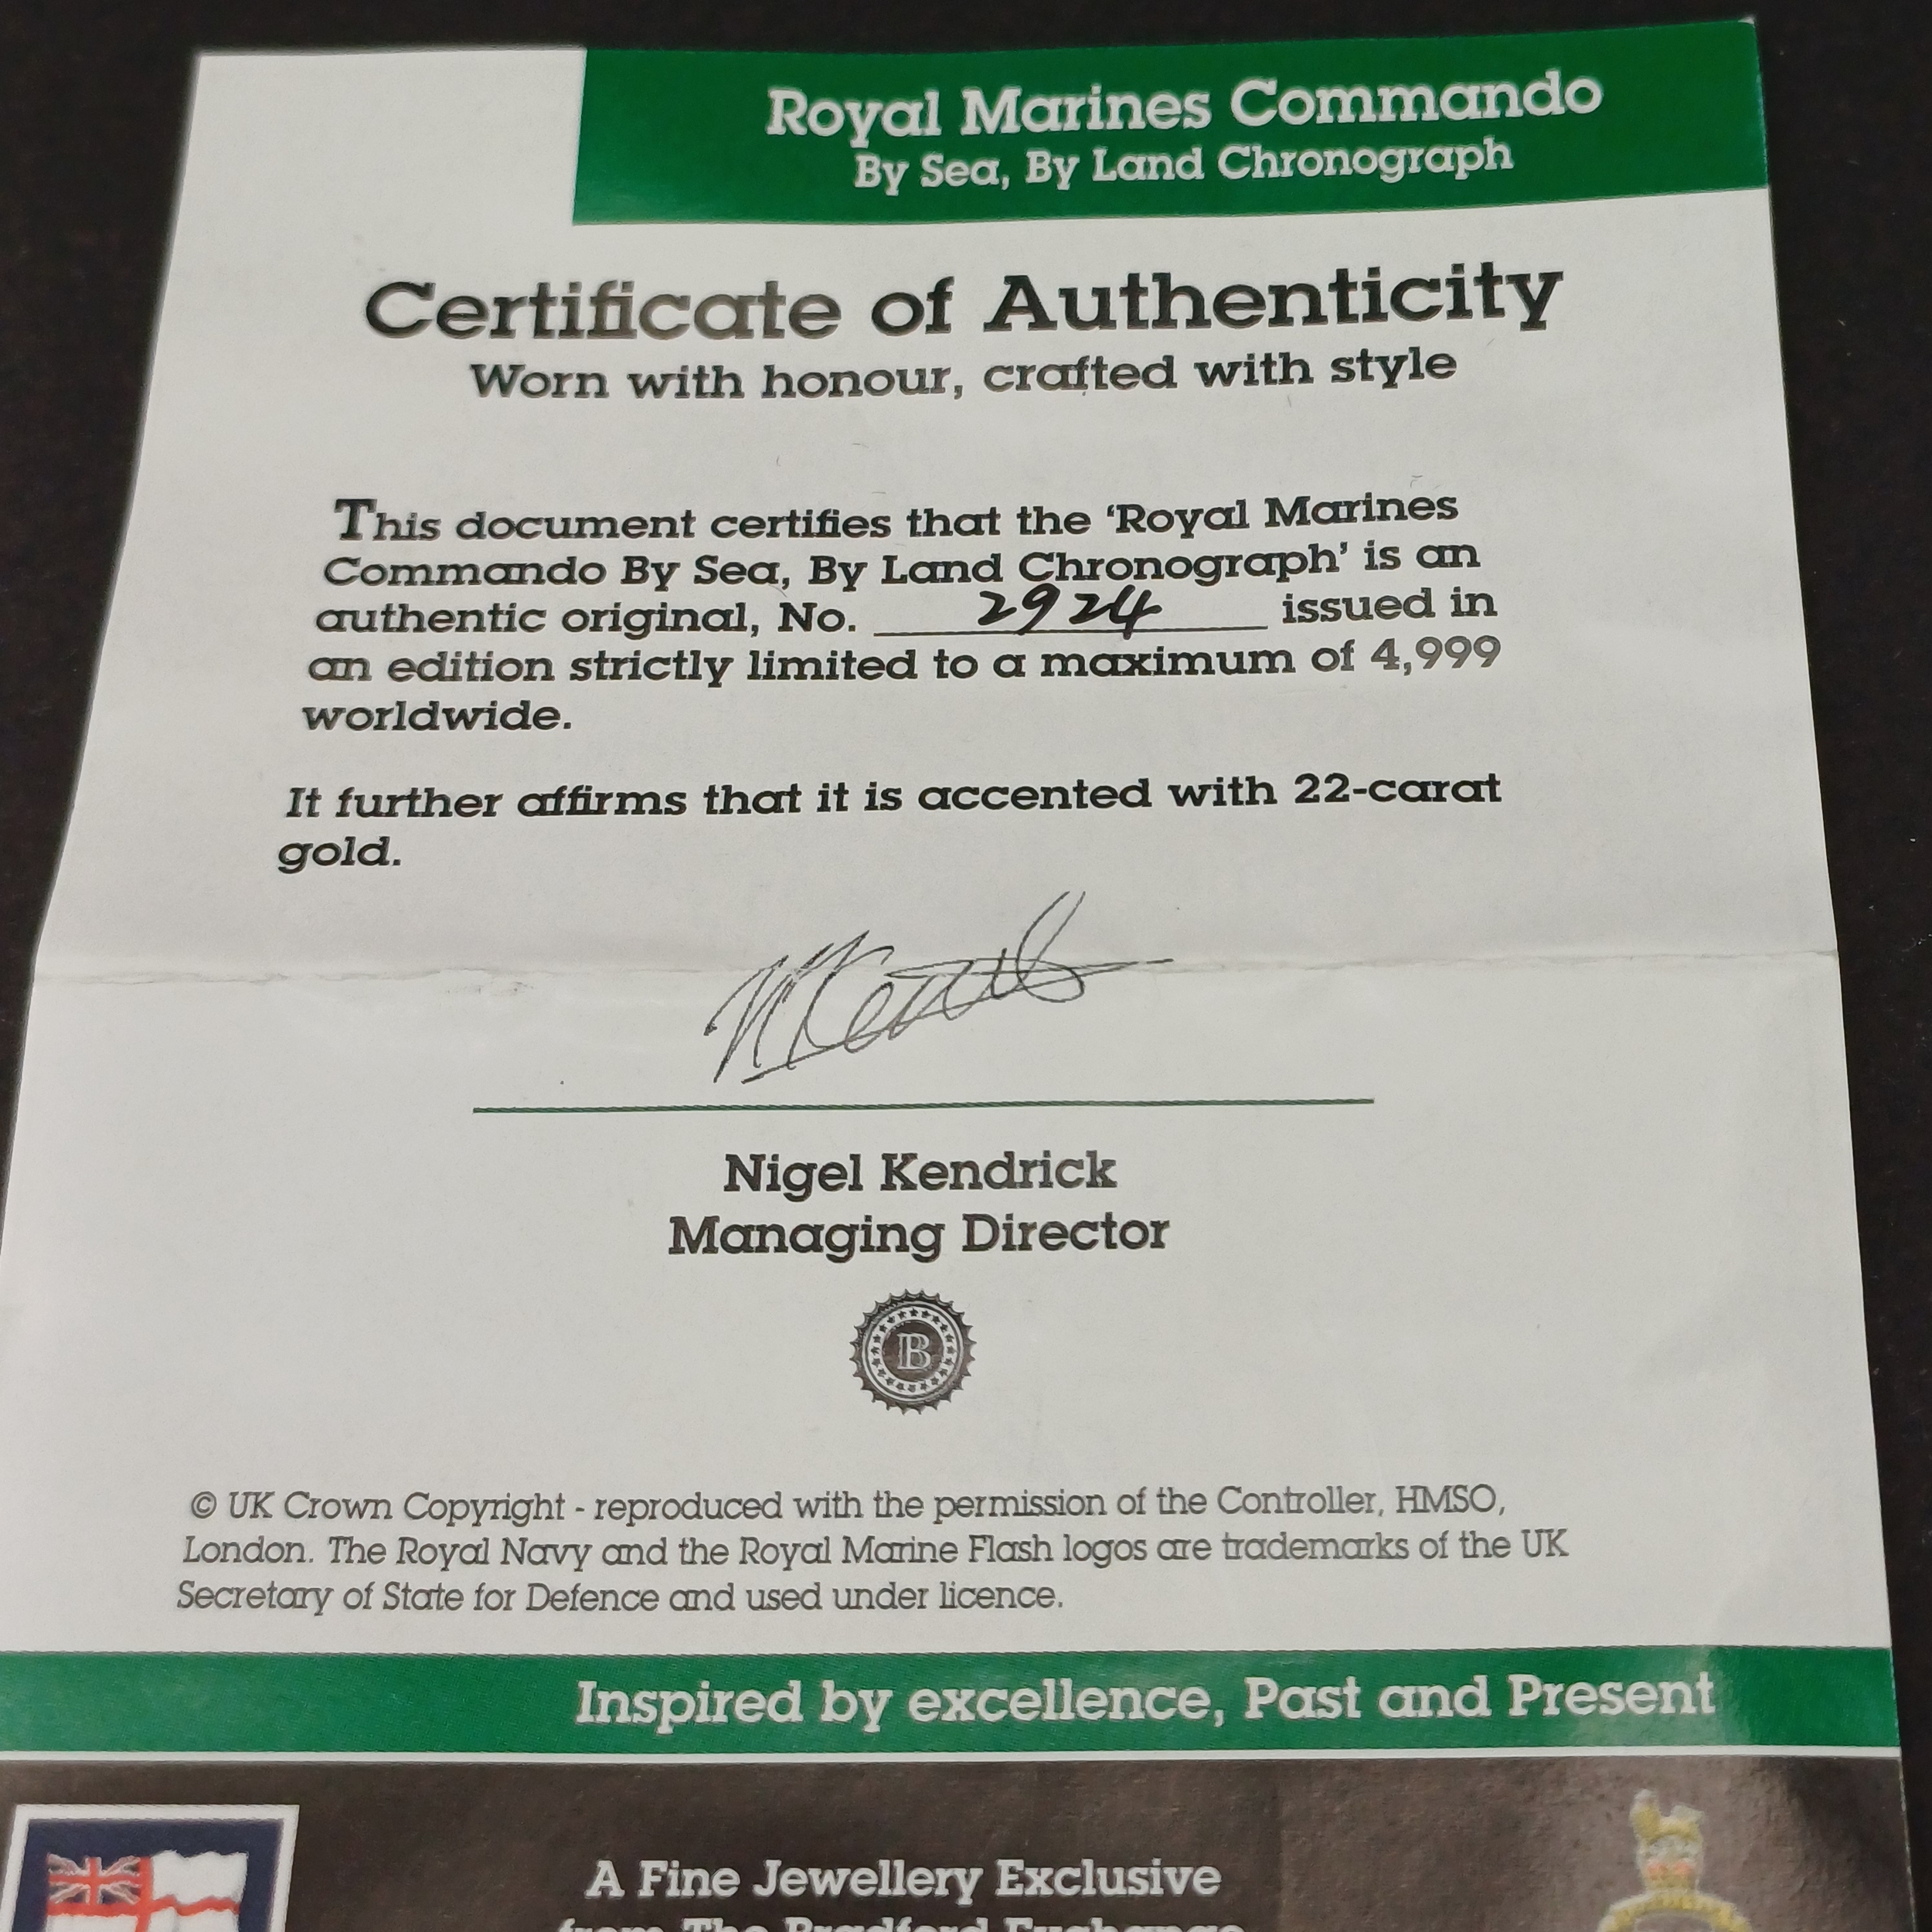 Royal Marines Commando
By Sea, By Land Chronograph
Certificate of Authenticity
Worn with honour, crafted with style
This document certifies that the ‘Royal Marines
Commando By Sea, By Land Chronograph’ is an
authentic original, No. 2924 issued in
an edition strictly limited to a maximum of 4,999
worldwide.
It further affirms that it is accented with 22-carat
gold.
Nigel Kendrick
Managing Director
B
© UK Crown Copyright - reproduced with the permission of the Controller, HMSO,
London. The Royal Navy and the Royal Marine Flash logos are trademarks of the UK
Secretary of State for Defence and used under licence.
Inspired by excellence, Past and Present
A Fine Jewellery Exclusive
from The Bradford Exchange